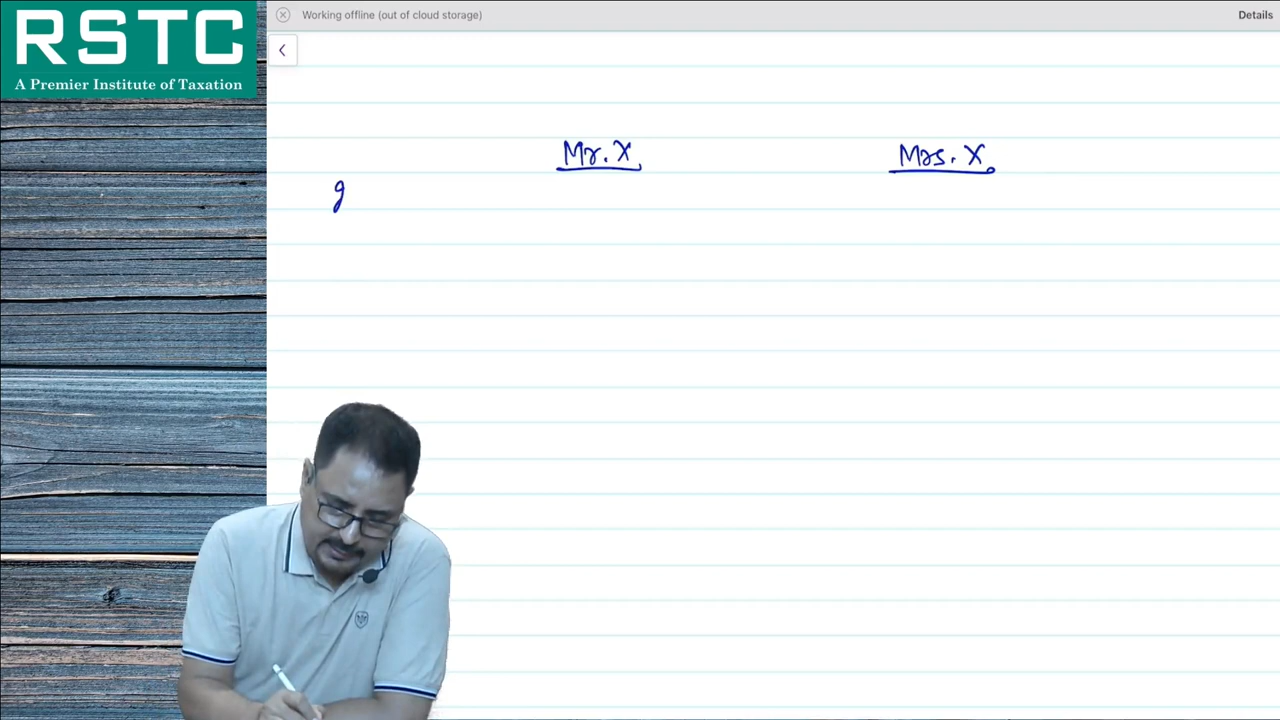 RSTC
A Premier Institute of Taxation
Working offline (out of cloud storage)
Details
Mr. X
Mrs. X